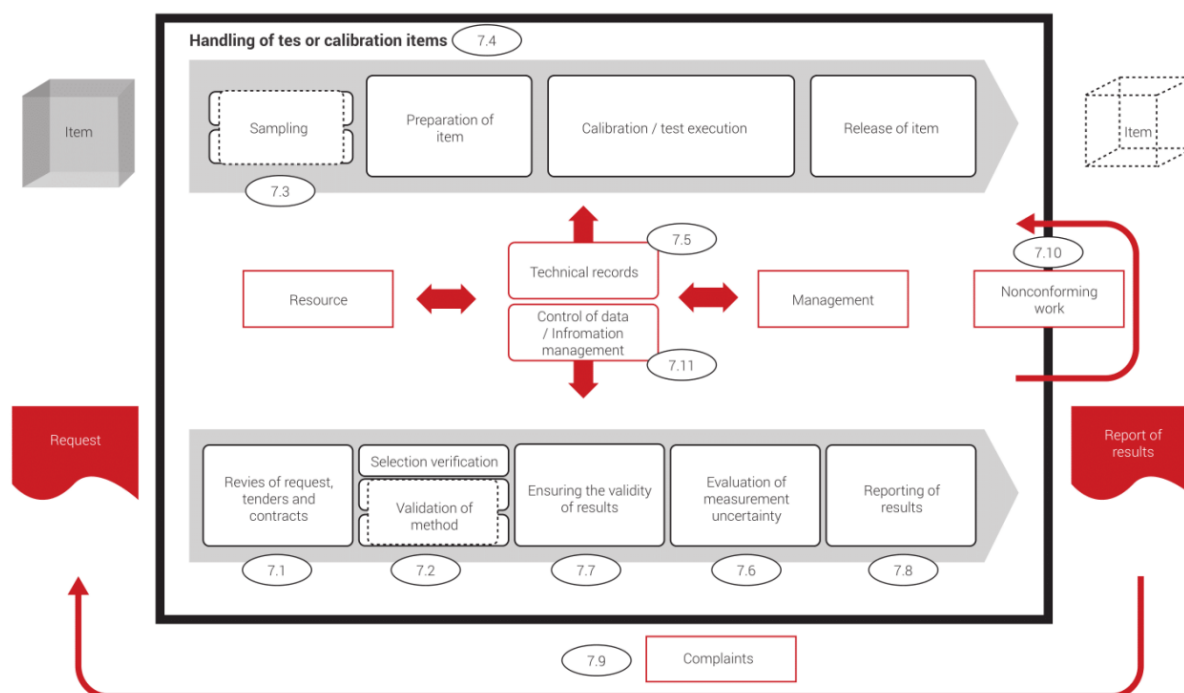 Handling of tes or calibration items
7.4
Item
Sampling
Preparation of
item
Calibration / test execution
Release of item
Item
7.3
7.5
7.10
Resource
Technical records
Management
Nonconforming
work
Control of data
/ Infromation
management
7.11
Request
Report of
results
Revies of request,
tenders and
contracts
Selection verification
Validation of
method
Ensuring the validity
of results
Evaluation of
measurement
uncertainty
Reporting of
results
7.1
7.2
7.7
7.6
7.8
7.9
Complaints